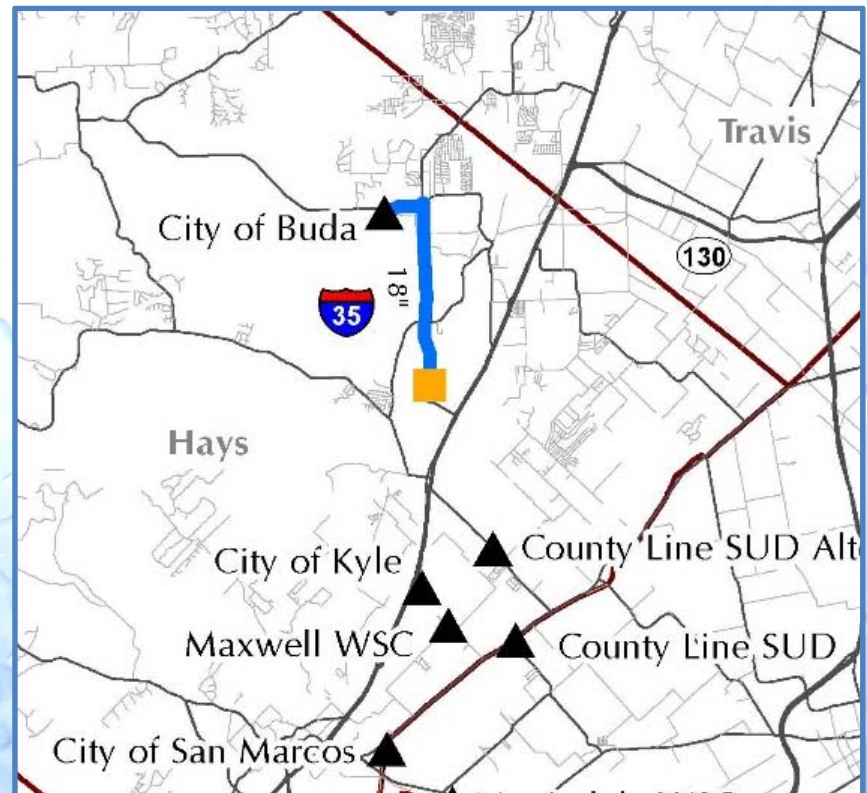 Travis
City of Buda
130
18"
35
Hays
City of Kyle
County Line SUD Alt
Maxwell WSC
County Line SUD
City of San Marcos